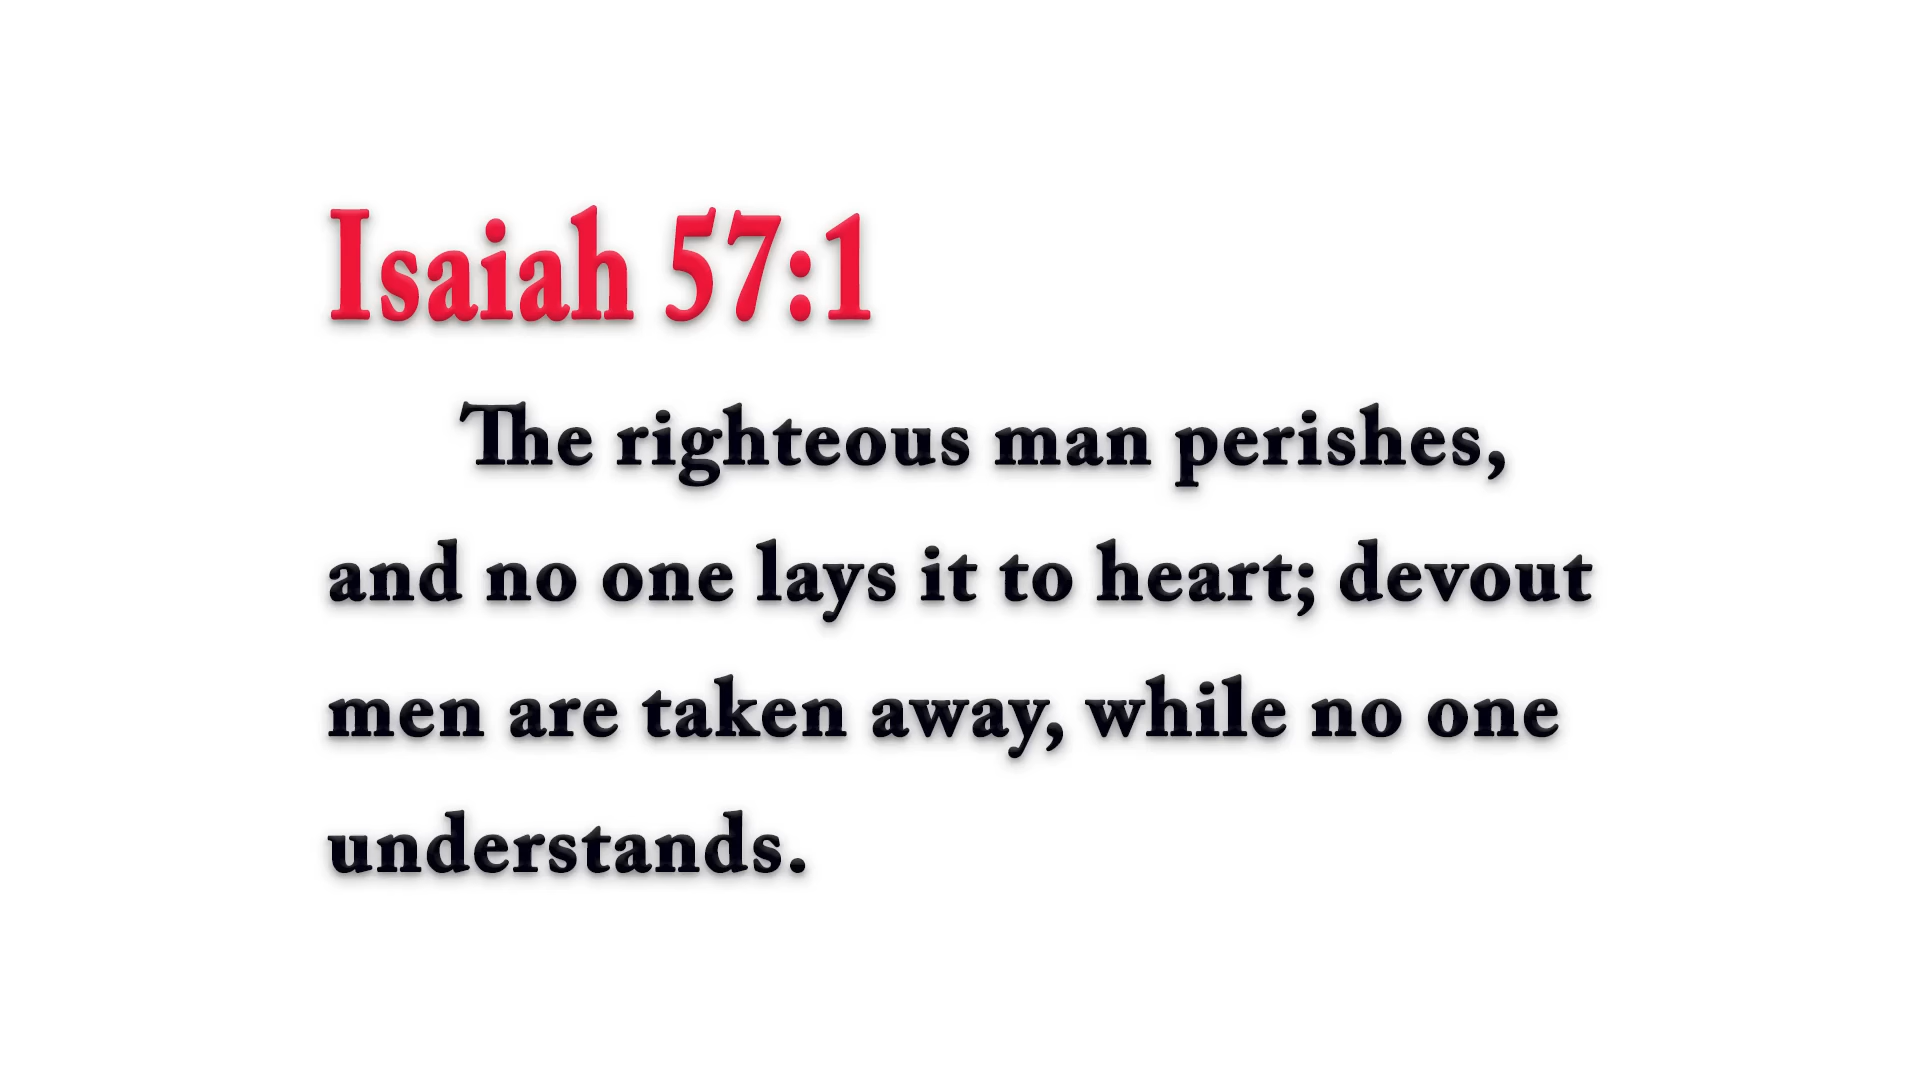 Isaiah 57:1
The righteous man perishes,
and no one lays it to heart; devout
men are taken away, while no one
understands.